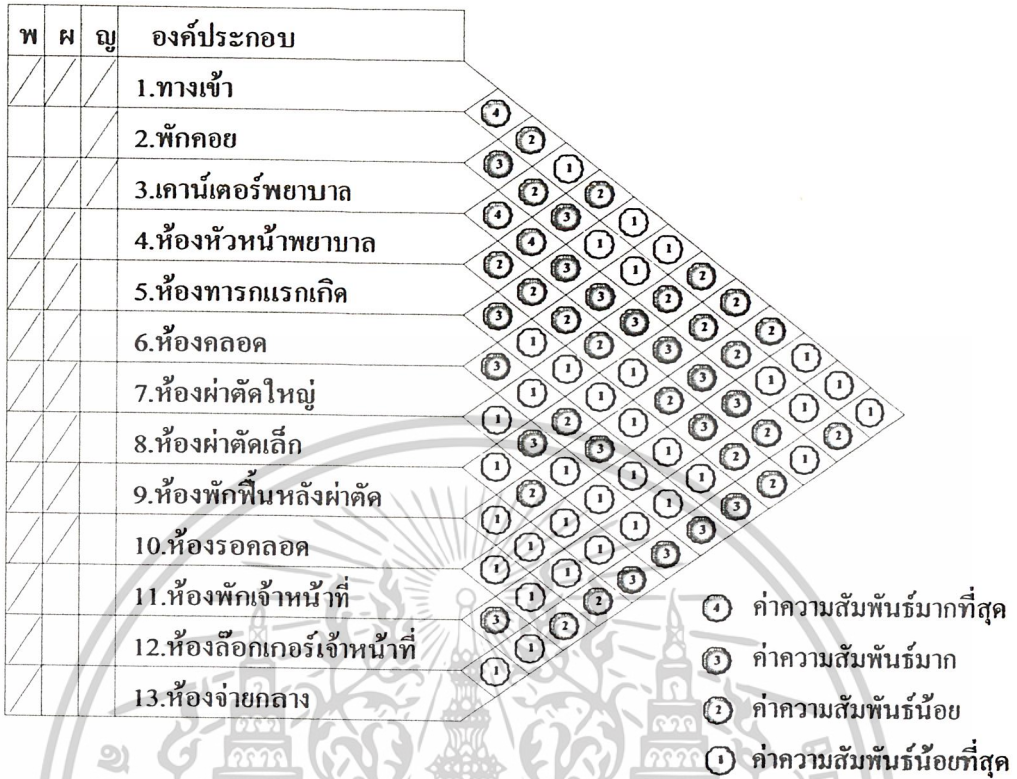 พ ผ ญ องค์ประกอบ
1.ทางเข้า
2.พักคอย
3.เคาน์เตอร์พยาบาล
4.ห้องหัวหน้าพยาบาล
5.ห้องทารกแรกเกิด
6.ห้องคลอด
7.ห้องผ่าตัดใหญ่
8.ห้องผ่าตัดเล็ก
9.ห้องพักฟื้นหลังผ่าตัด
10.ห้องรอคลอด
11.ห้องพักเจ้าหน้าที่
12.ห้องล๊อกเกอร์เจ้าหน้าที่
13.ห้องจ่ายกลาง
4 ค่าความสัมพันธ์มากที่สุด
3 ค่าความสัมพันธ์มาก
2 ค่าความสัมพันธ์น้อย
1 ค่าความสัมพันธ์น้อยที่สุด